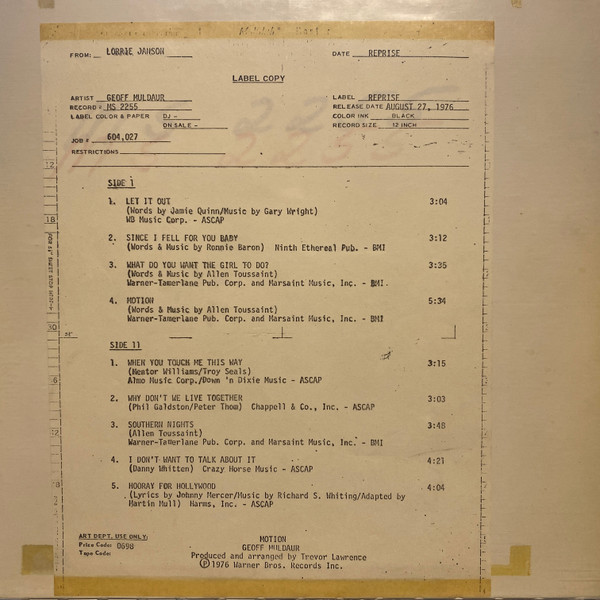 FROM: LORRIE JANSON DATE REPRISE
LABEL COPY
ARTIST GEOFF MULDAUR LABEL REPRISE
RECORD # MS 2255 RELEASE DATE AUGUST 27, 1976
LABEL COLOR & PAPER DJ - COLOR INK BLACK
ON SALE - RECORD SIZE 12 INCH
JOB # 604,027
RESTRICTIONS
12
SIDE 1
1. LET IT OUT 3:04
(Words by Jamie Quinn/Music by Gary Wright)
WB Music Corp. - ASCAP
18
2. SINCE I FELL FOR YOU BABY 3:12
(Words & Music by Ronnie Baron) Ninth Ethereal Pub. - BMI
3. WHAT DO YOU WANT THE GIRL TO DO? 3:35
(Words & Music by Allen Toussaint)
Warner-Tamerlane Pub. Corp. and Marsaint Music, Inc. - BMI.
4. MOTION 5:34
(Words & Music by Allen Toussaint)
Warner-Tamerlane Pub. Corp. and Marsaint Music, Inc. - BMI
30
SIDE 11
1. WHEN YOU TOUCH ME THIS WAY 3:15
(Nestor Williams/Troy Seals)
Almo Music Corp./Down 'n Dixie Music - ASCAP
2. WHY DON'T WE LIVE TOGETHER 3:03
(Phil Galdston/Peter Thom) Chappell & Co., Inc. - ASCAP
3. SOUTHERN NIGHTS 3:48
(Allen Toussaint)
Warner-Tamerlane Pub. Corp. and Marsaint Music, Inc. - BMI
4. I DON'T WANT TO TALK ABOUT IT 4:21
(Danny Whitten) Crazy Horse Music - ASCAP
5. HOORAY FOR HOLLYWOOD 4:04
(Lyrics by Johnny Mercer/Music by Richard S. Whiting/Adapted by
Martin Mull) Harms, Inc. - ASCAP
ART DEPT. USE ONLY: MOTION
Price Code: 0698 GEOFF MULDAUR
Tape Code: Produced and arranged by Trevor Lawrence
Ⓟ1976 Warner Bros. Records Inc.